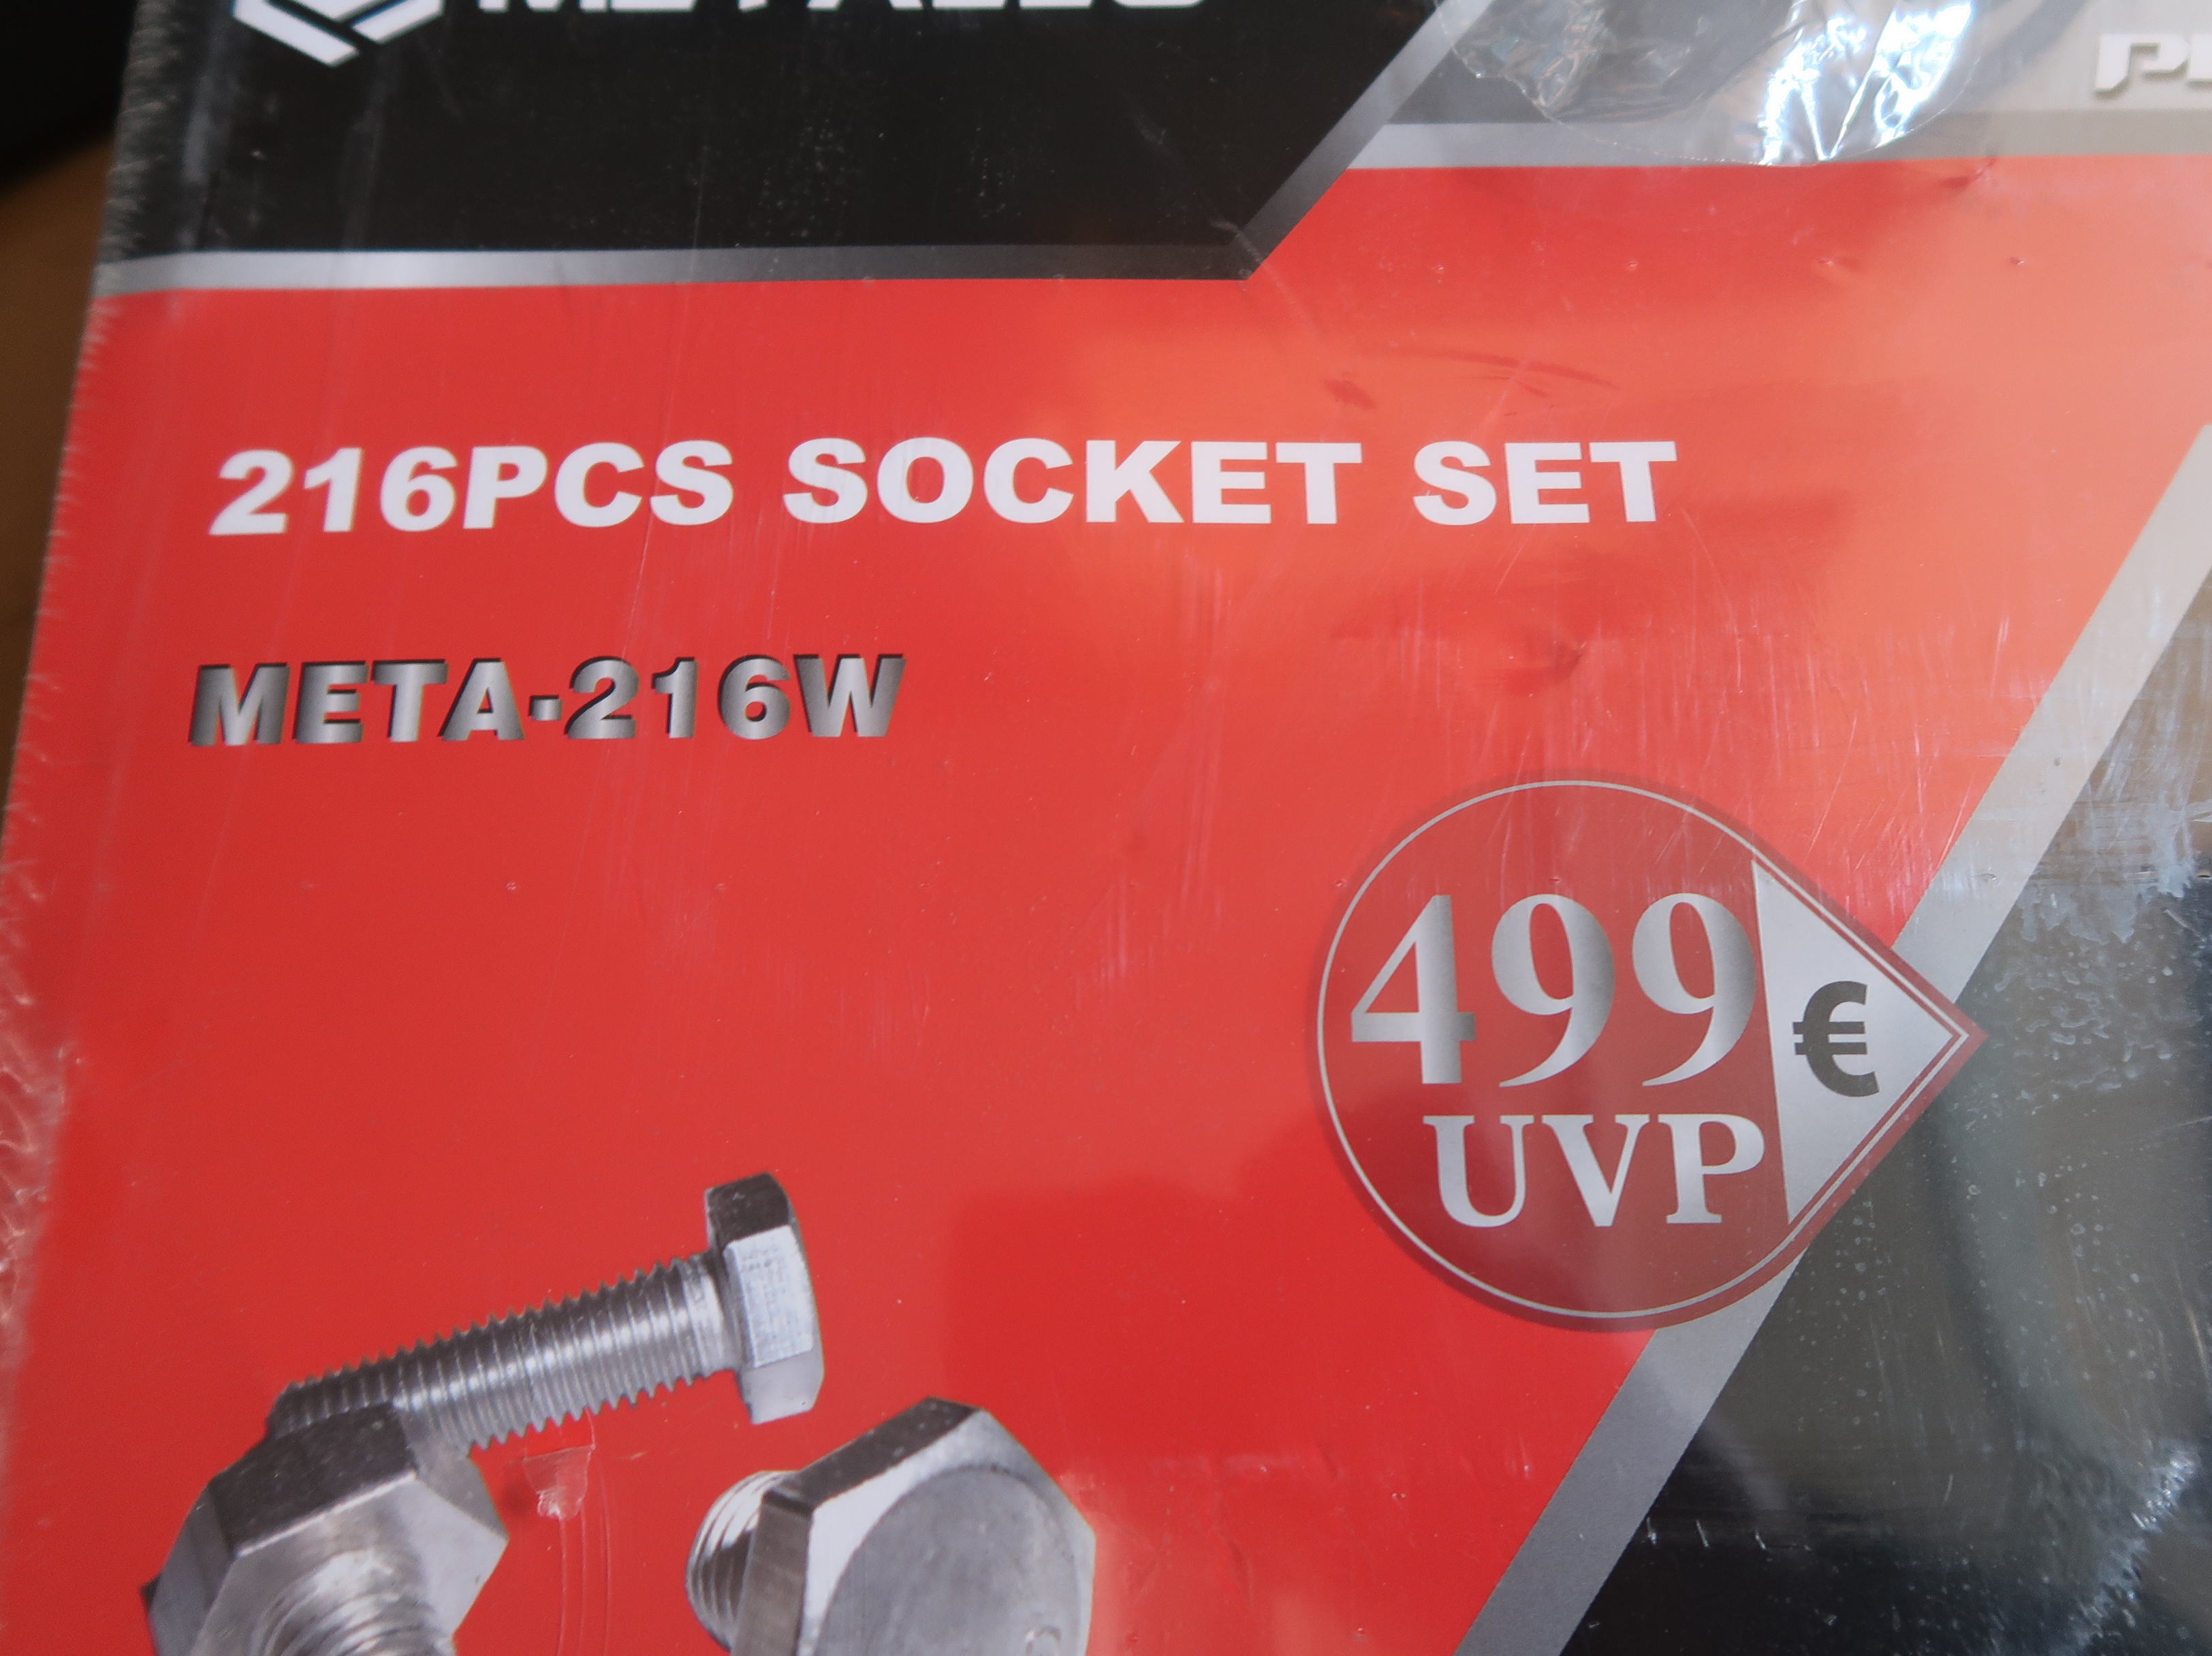 216PCS SOCKET SET
META-216W
499 €
UVP